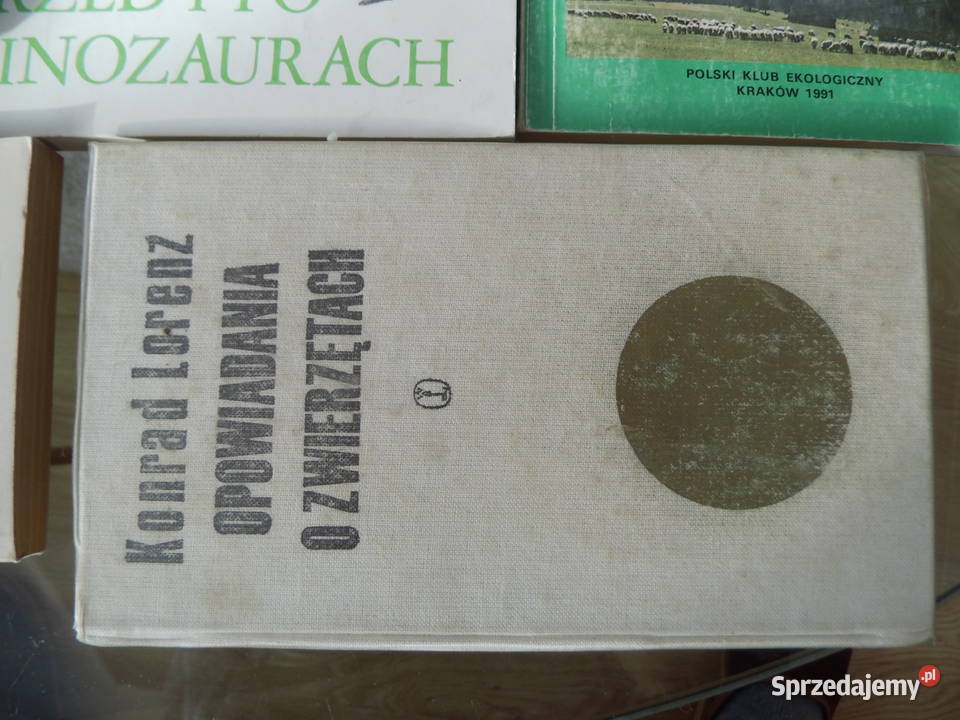 INOZAURACH
POLSKI KLUB EKOLOGICZNY
KRAKÓW 1991
Konrad Lorenz
OPOWIADANIA
O ZWIERZĘTACH
Sprzedajemy.pl